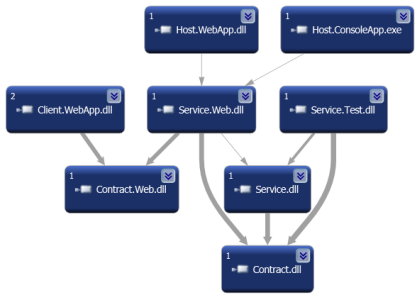 1
Host.WebApp.dll
1
Host.ConsoleApp.exe
2
Client.WebApp.dll
1
Service.Web.dll
1
Service.Test.dll
1
Contract.Web.dll
1
Service.dll
1
Contract.dll